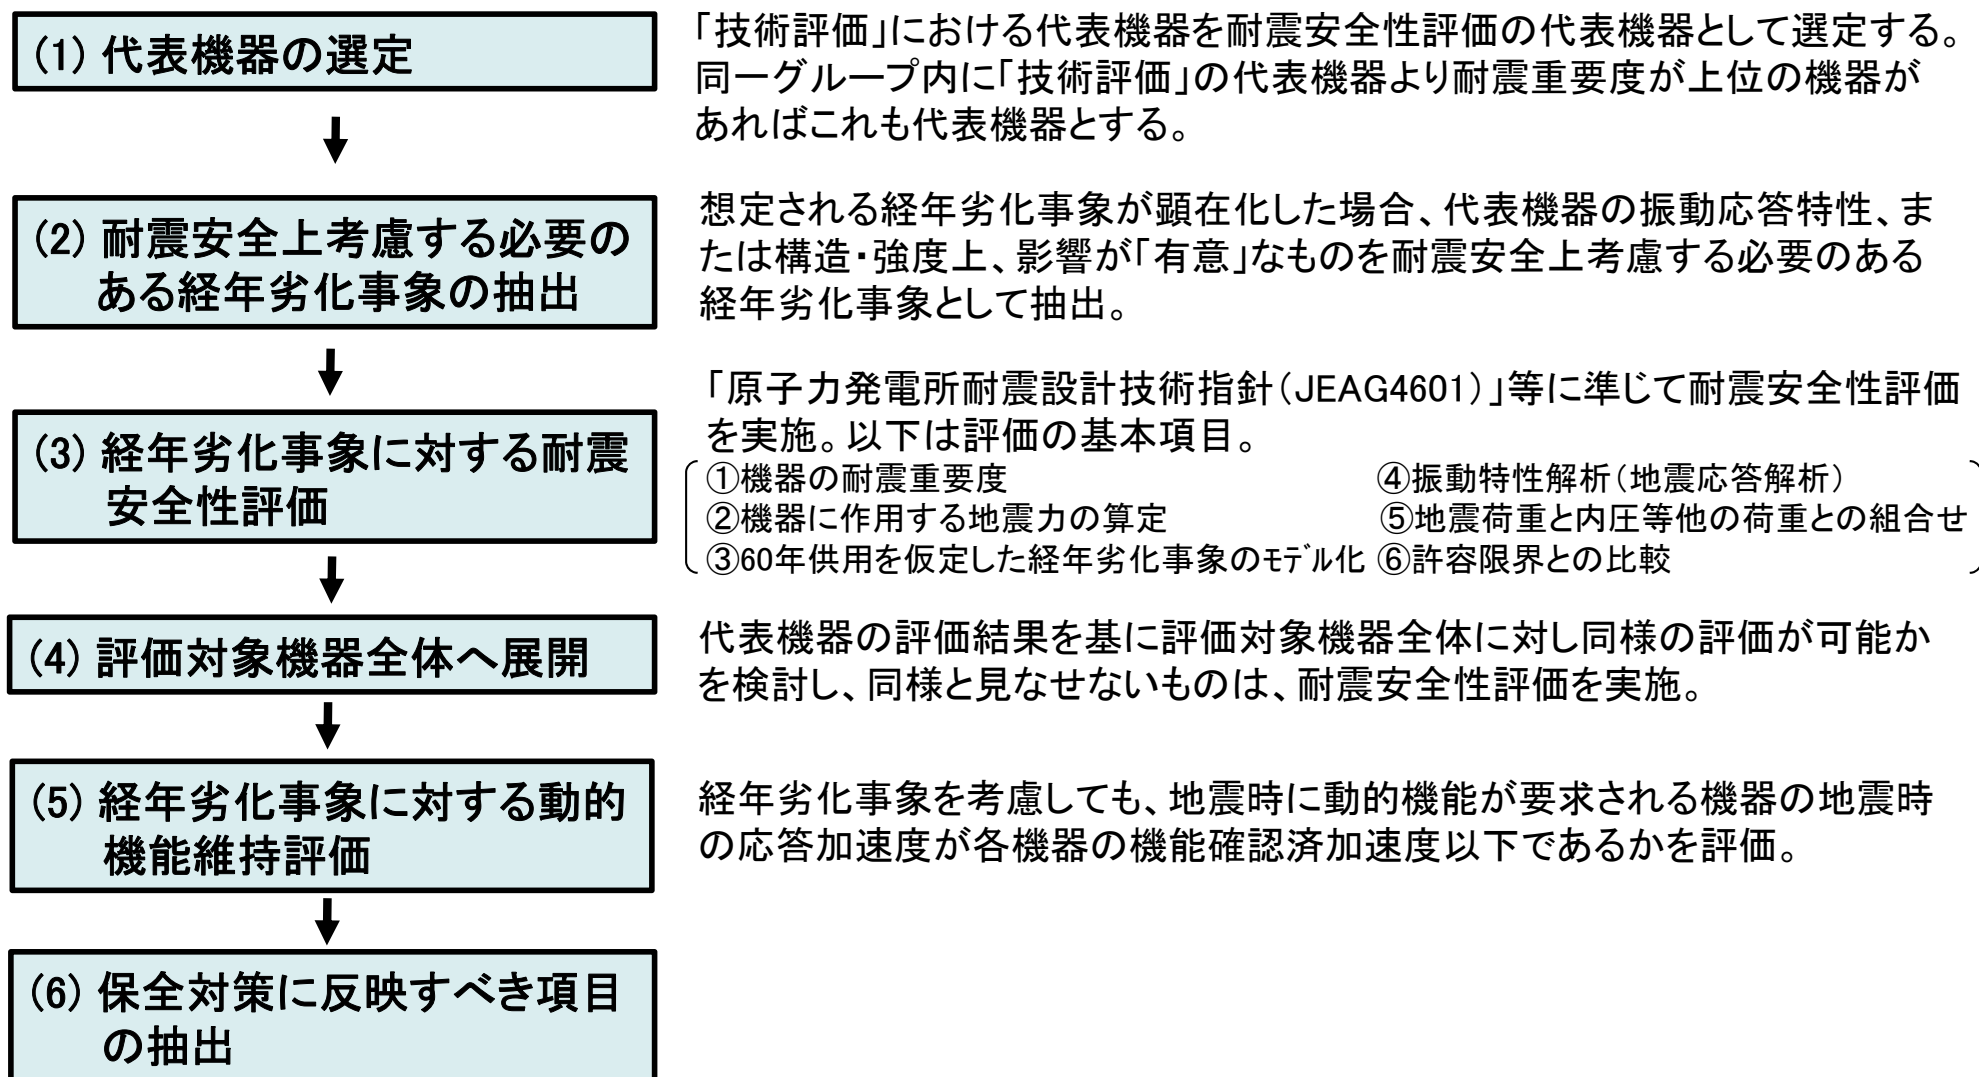 (1) 代表機器の選定
「技術評価」における代表機器を耐震安全性評価の代表機器として選定する。
同一グループ内に「技術評価」の代表機器より耐震重要度が上位の機器が
あればこれも代表機器とする。
(2) 耐震安全上考慮する必要の
ある経年劣化事象の抽出
想定される経年劣化事象が顕在化した場合、代表機器の振動応答特性、ま
たは構造・強度上、影響が「有意」なものを耐震安全上考慮する必要のある
経年劣化事象として抽出。
(3) 経年劣化事象に対する耐震
安全性評価
「原子力発電所耐震設計技術指針（JEAG4601）」等に準じて耐震安全性評価
を実施。以下は評価の基本項目。
①機器の耐震重要度
②機器に作用する地震力の算定
③60年供用を仮定した経年劣化事象のﾓﾃﾞﾙ化
④振動特性解析（地震応答解析）
⑤地震荷重と内圧等他の荷重との組合せ
⑥許容限界との比較
(4) 評価対象機器全体へ展開
代表機器の評価結果を基に評価対象機器全体に対し同様の評価が可能か
を検討し、同様と見なせないものは、耐震安全性評価を実施。
(5) 経年劣化事象に対する動的
機能維持評価
経年劣化事象を考慮しても、地震時に動的機能が要求される機器の地震時
の応答加速度が各機器の機能確認済加速度以下であるかを評価。
(6) 保全対策に反映すべき項目
の抽出